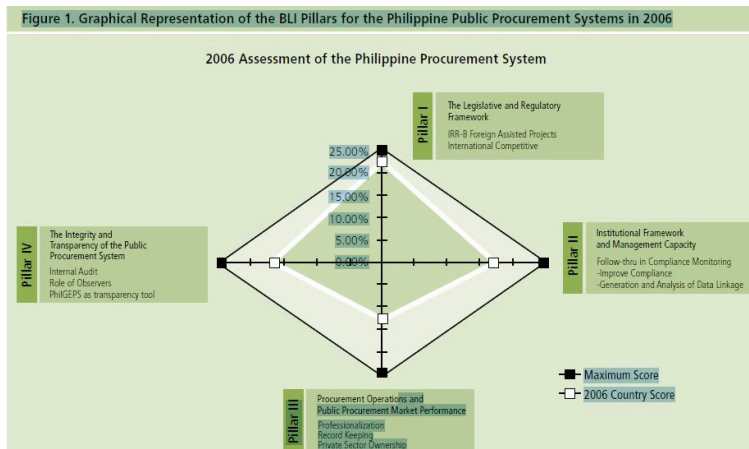 Figure 1. Graphical Representation of the BLI Pillars for the Philippine Public Procurement Systems in 2006
2006 Assessment of the Philippine Procurement System
Pillar I
The Legislative and Regulatory
Framework
IRR-B Foreign Assisted Projects
International Competitive
25.00%
20.00%
15.00%
10.00%
5.00%
0.00%
Pillar IV
The Integrity and
Transparency of the Public
Procurement System
Internal Audit
Role of Observers
PhilGEPS as transparency tool
Pillar II
Institutional Framework
and Management Capacity
Follow-thru in Compliance Monitoring
-Improve Compliance
-Generation and Analysis of Data Linkage
Maximum Score
2006 Country Score
Pillar III
Procurement Operations and
Public Procurement Market Performance
Professionalization
Record Keeping
Private Sector Ownership